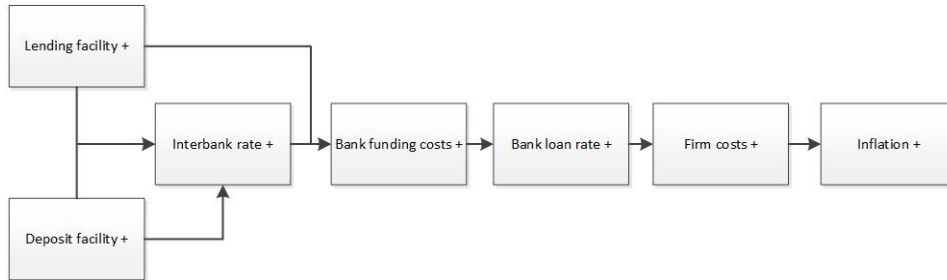 Lending facility +
Interbank rate +
Bank funding costs +
Bank loan rate +
Firm costs +
Inflation +
Deposit facility +